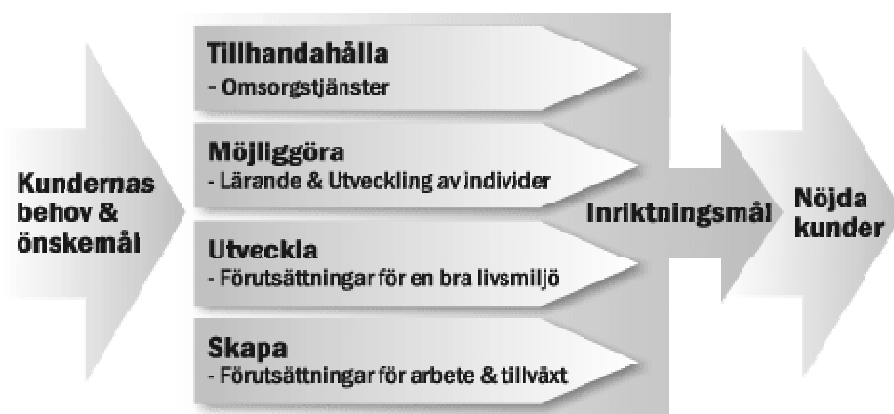 Kundernas
behov &
önskemål
Tillhandahålla
- Omsorgstjänster
Möjliggöra
- Lärande & Utveckling av individer
Utveckla
- Förutsättningar för en bra livsmiljö
Skapa
- Förutsättningar för arbete & tillväxt
Inriktningsmål
Nöjda
kunder